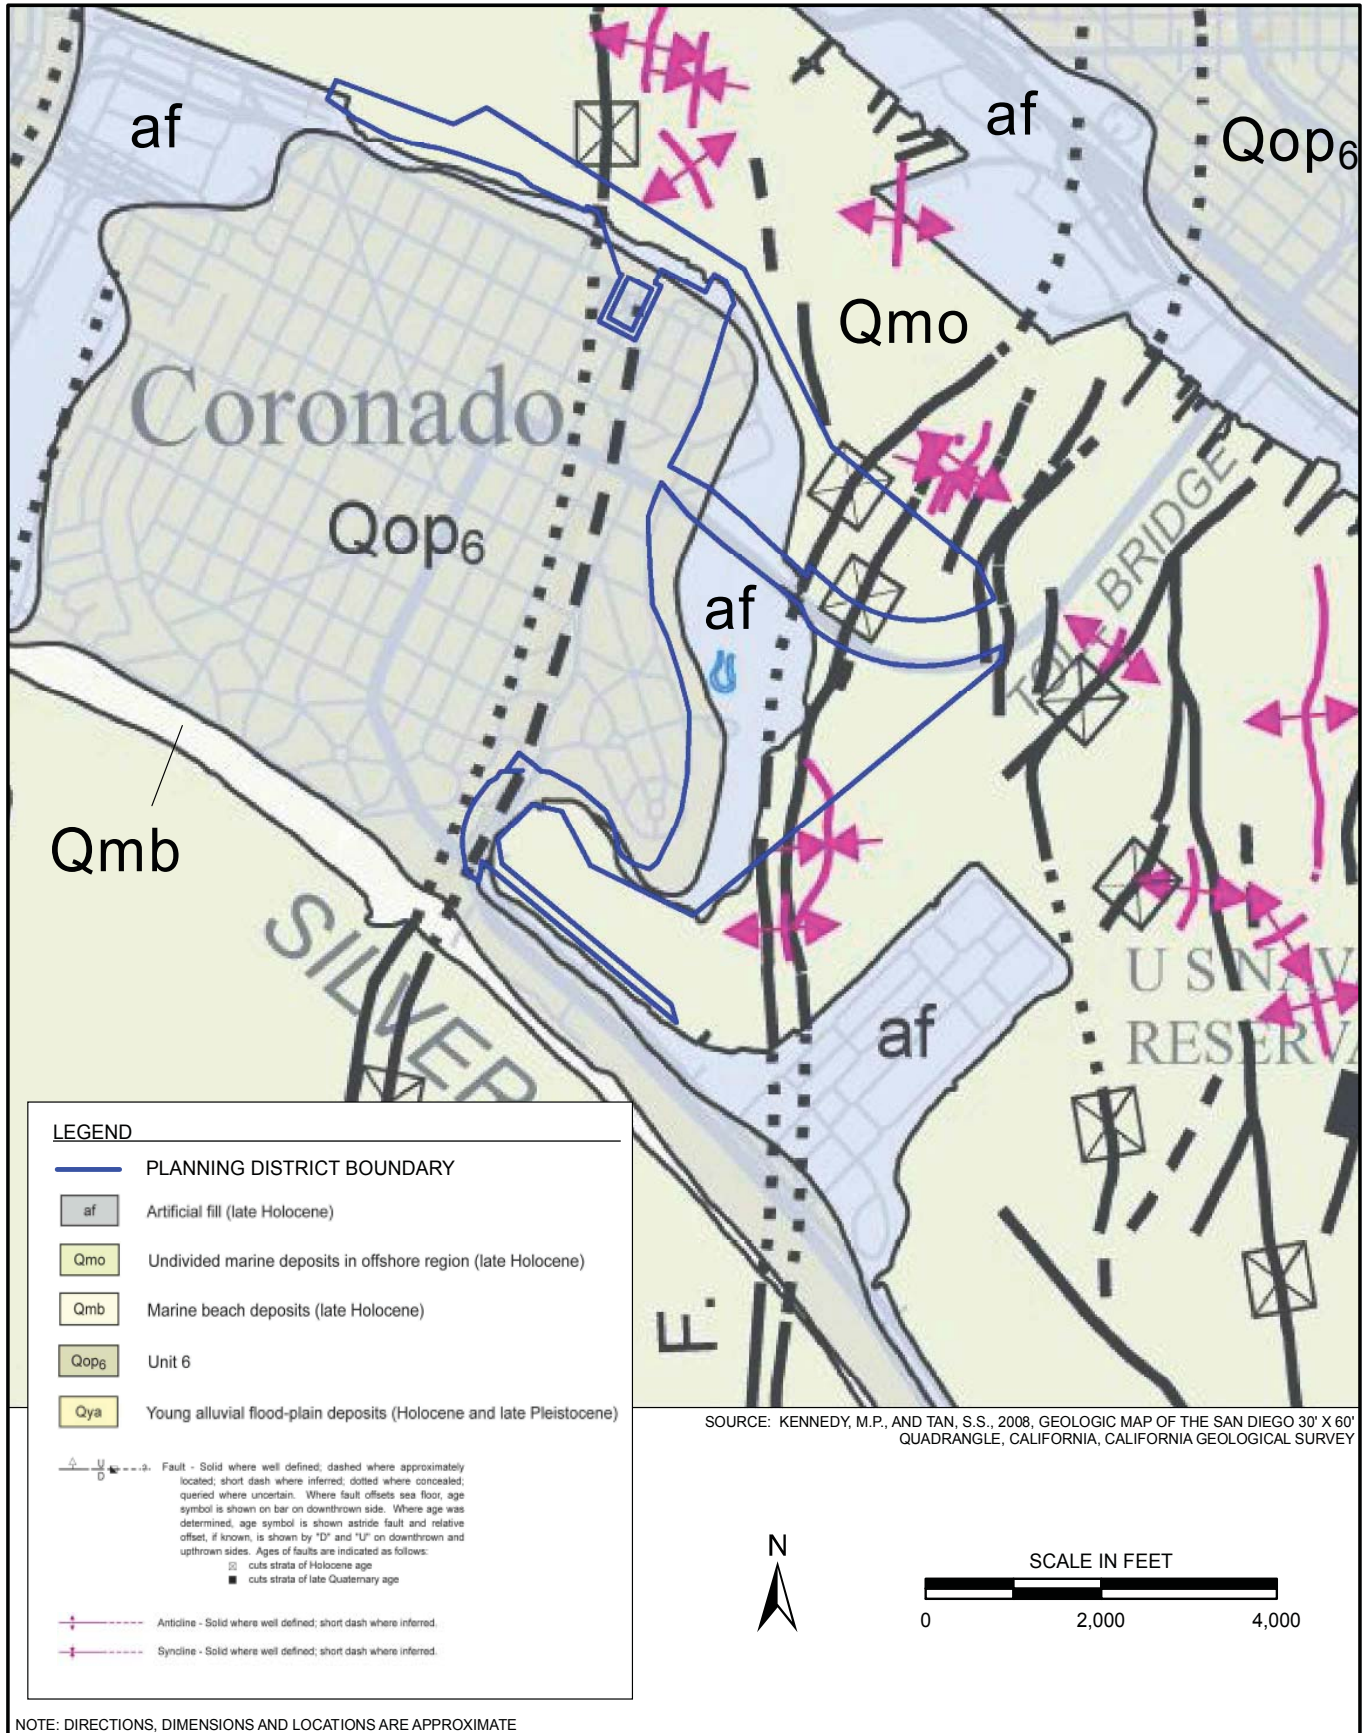 af
af
Qop6
Qmo
Coronado
Qop6
TOLL BRIDGE
af
Qmb
SILVER
U S NAV
RESERVA
af
F.
LEGEND
PLANNING DISTRICT BOUNDARY
af Artificial fill (late Holocene)
Qmo Undivided marine deposits in offshore region (late Holocene)
Qmb Marine beach deposits (late Holocene)
Qop6 Unit 6
Qya Young alluvial flood-plain deposits (Holocene and late Pleistocene)
U
D
?
Fault - Solid where well defined; dashed where approximately
located; short dash where inferred; dotted where concealed;
queried where uncertain. Where fault offsets sea floor, age
symbol is shown on bar on downthrown side. Where age was
determined, age symbol is shown astride fault and relative
offset, if known, is shown by "D" and "U" on downthrown and
upthrown sides. Ages of faults are indicated as follows:
cuts strata of Holocene age
cuts strata of late Quaternary age
Anticline - Solid where well defined; short dash where inferred.
Syncline - Solid where well defined; short dash where inferred.
SOURCE: KENNEDY, M.P., AND TAN, S.S., 2008, GEOLOGIC MAP OF THE SAN DIEGO 30' X 60'
QUADRANGLE, CALIFORNIA, CALIFORNIA GEOLOGICAL SURVEY
N
SCALE IN FEET
0 2,000 4,000
NOTE: DIRECTIONS, DIMENSIONS AND LOCATIONS ARE APPROXIMATE